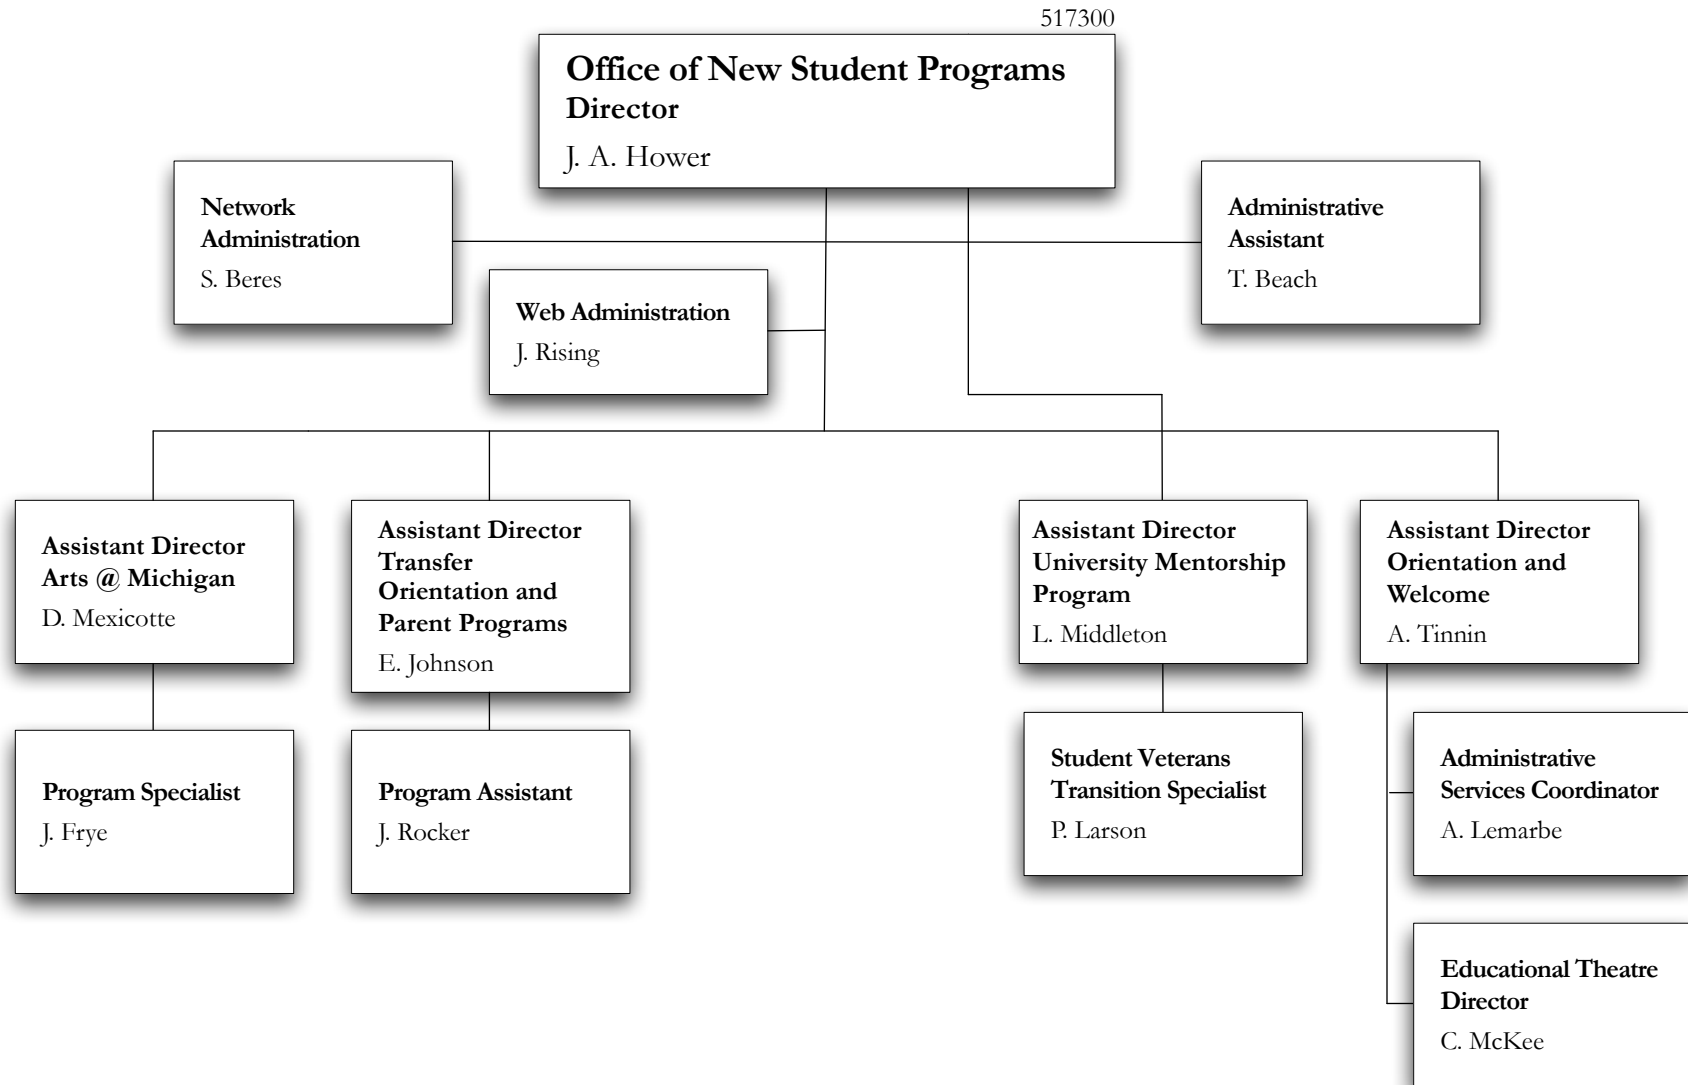 517300
Office of New Student Programs
Director
J. A. Hower
Network
Administration
S. Beres
Administrative
Assistant
T. Beach
Web Administration
J. Rising
Assistant Director
Arts @ Michigan
D. Mexicotte
Assistant Director
Transfer
Orientation and
Parent Programs
E. Johnson
Assistant Director
University Mentorship
Program
L. Middleton
Assistant Director
Orientation and
Welcome
A. Tinnin
Program Specialist
J. Frye
Program Assistant
J. Rocker
Student Veterans
Transition Specialist
P. Larson
Administrative
Services Coordinator
A. Lemarbe
Educational Theatre
Director
C. McKee